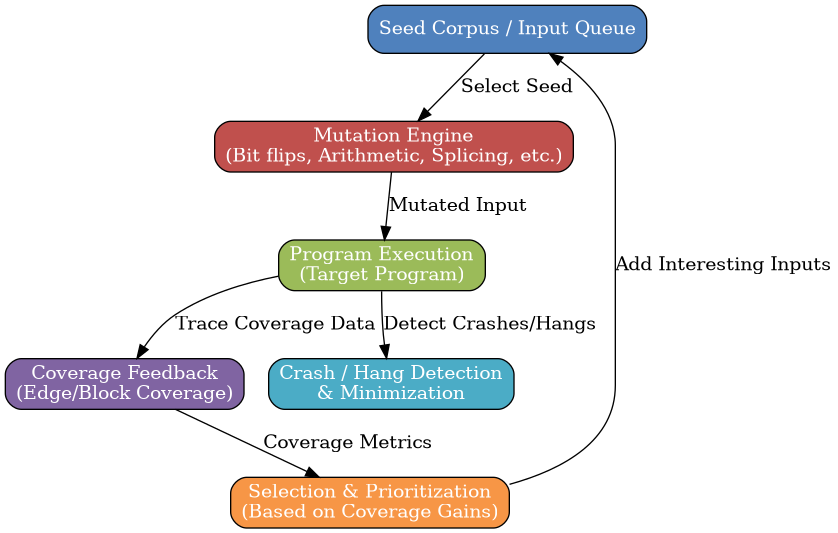 Seed Corpus / Input Queue
Select Seed
Mutation Engine
(Bit flips, Arithmetic, Splicing, etc.)
Mutated Input
Program Execution
(Target Program)
Add Interesting Inputs
Trace Coverage Data
Detect Crashes/Hangs
Coverage Feedback
(Edge/Block Coverage)
Crash / Hang Detection
& Minimization
Coverage Metrics
Selection & Prioritization
(Based on Coverage Gains)